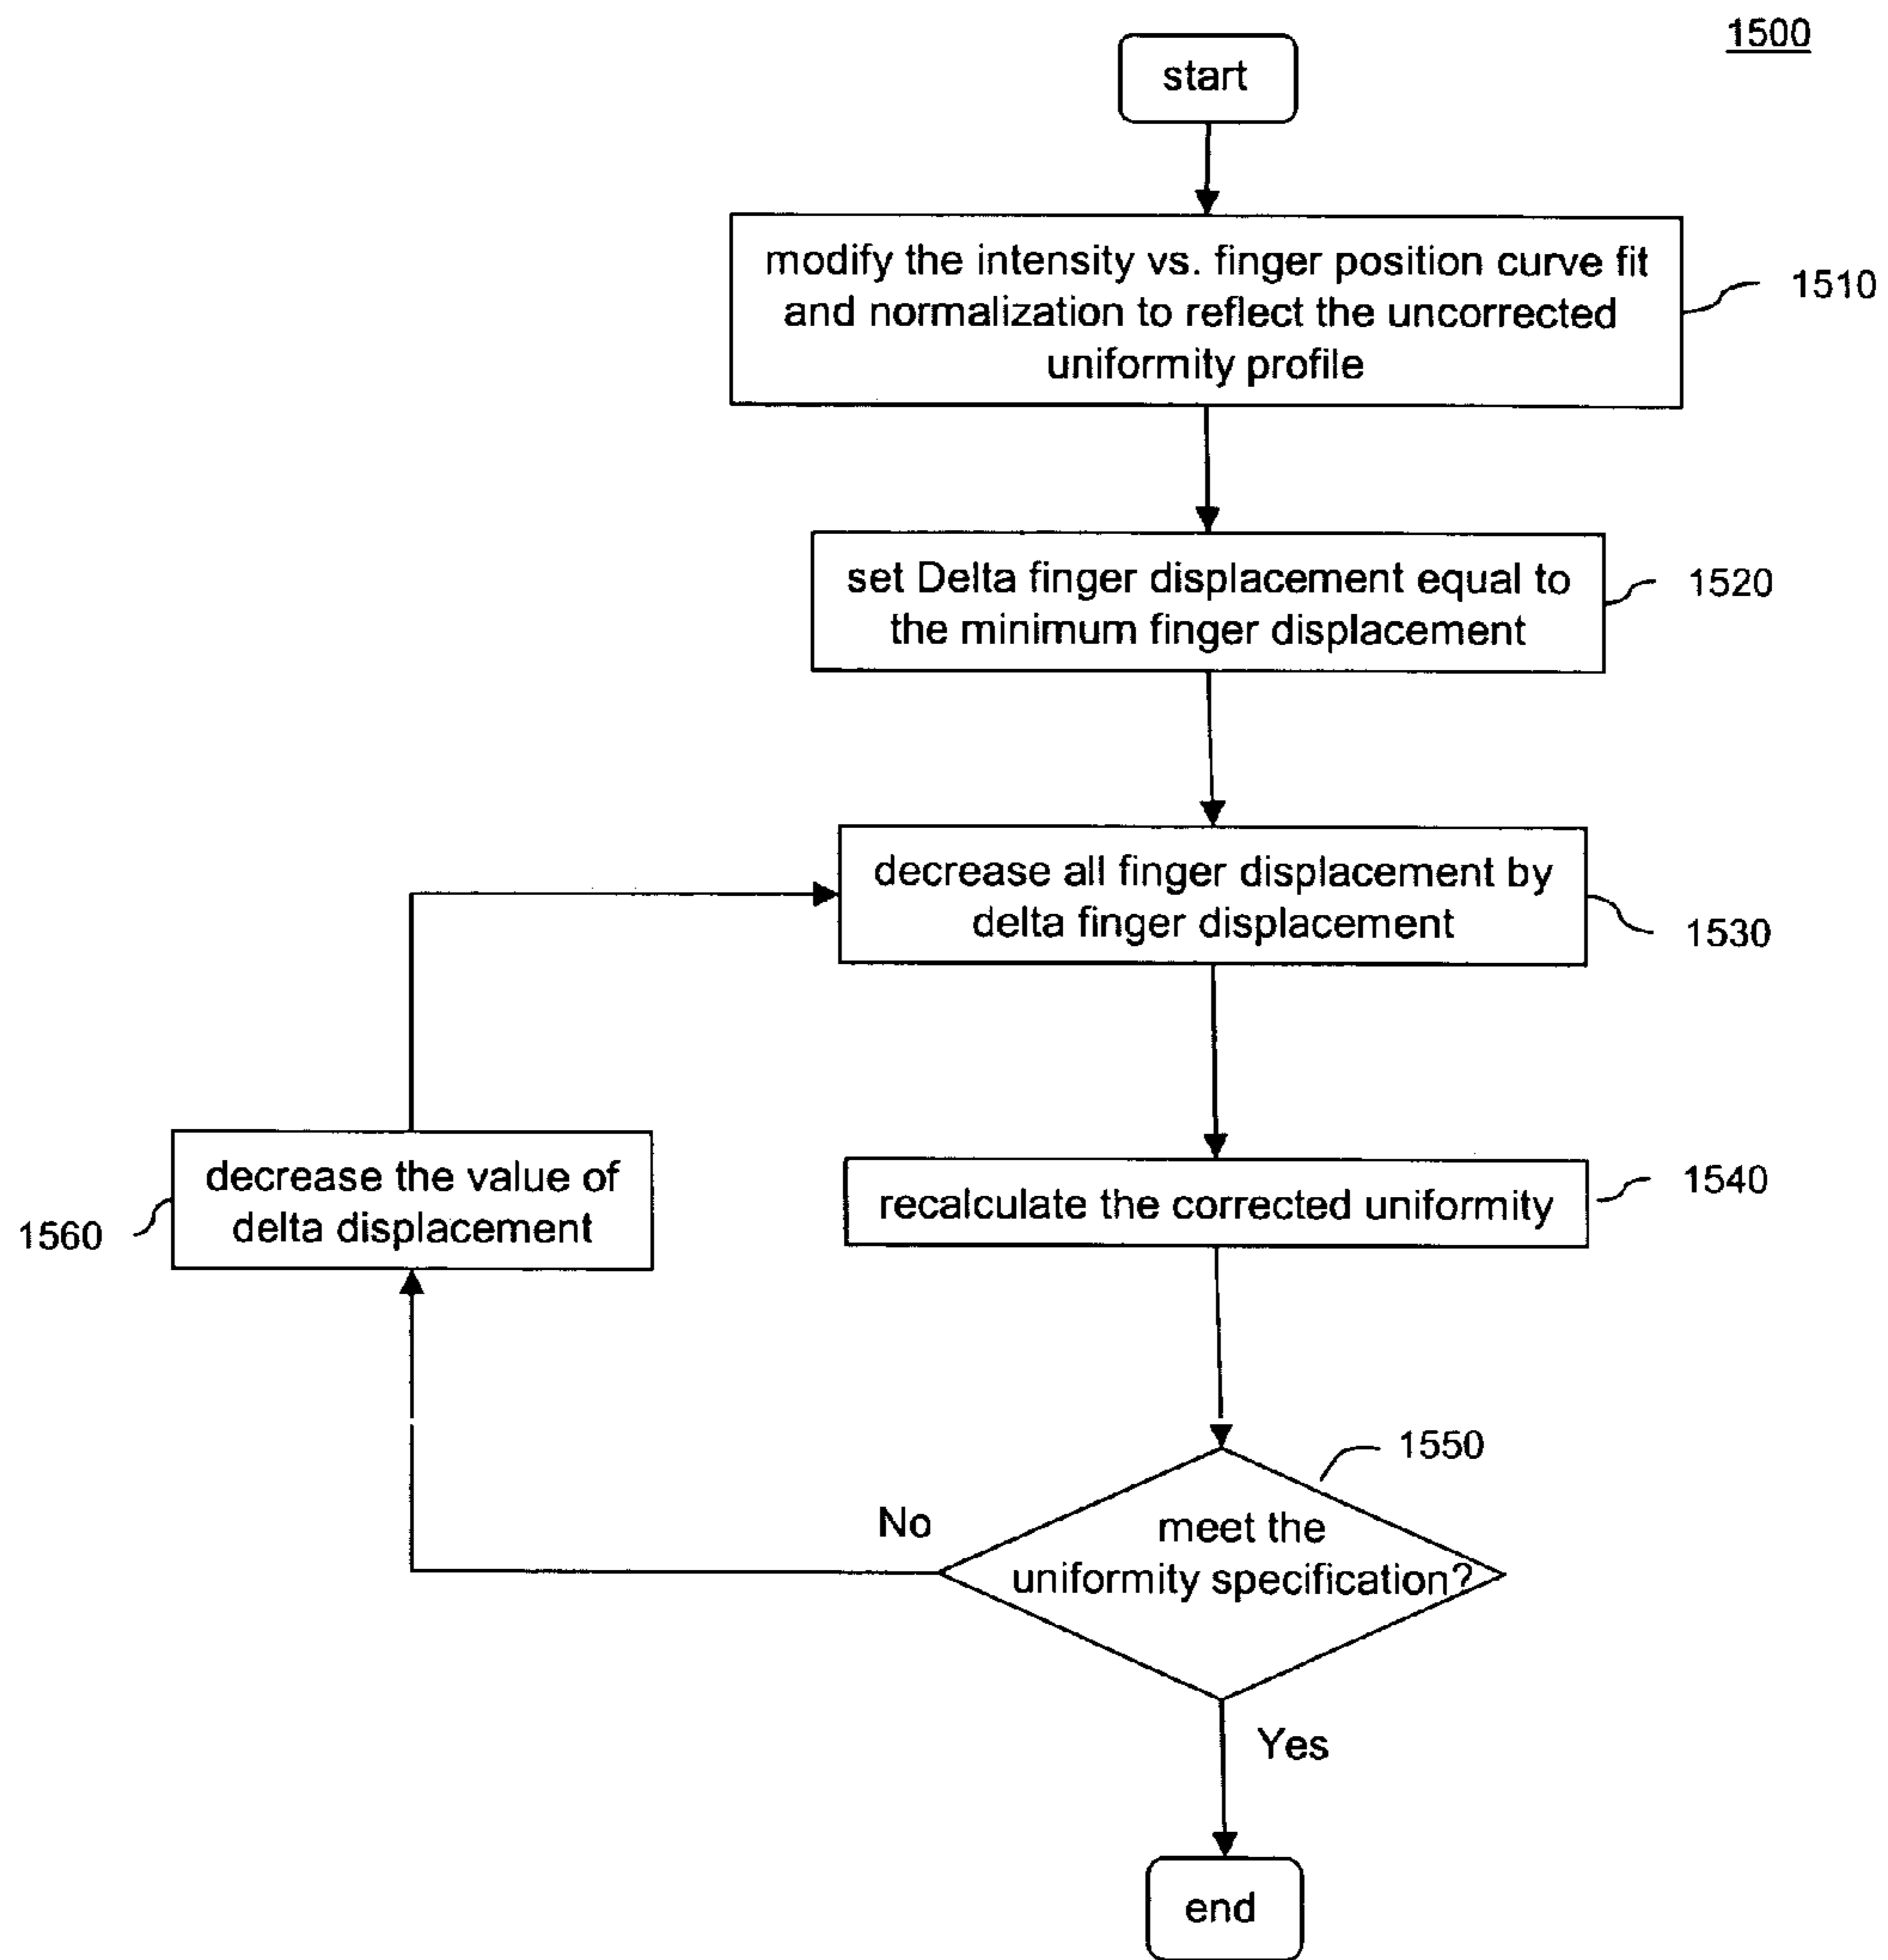 1500
start
modify the intensity vs. finger position curve fit
and normalization to reflect the uncorrected
uniformity profile
1510
set Delta finger displacement equal to
the minimum finger displacement
1520
decrease all finger displacement by
delta finger displacement
1530
decrease the value of
delta displacement
1560
recalculate the corrected uniformity
1540
1550
meet the
uniformity specification?
No
Yes
end